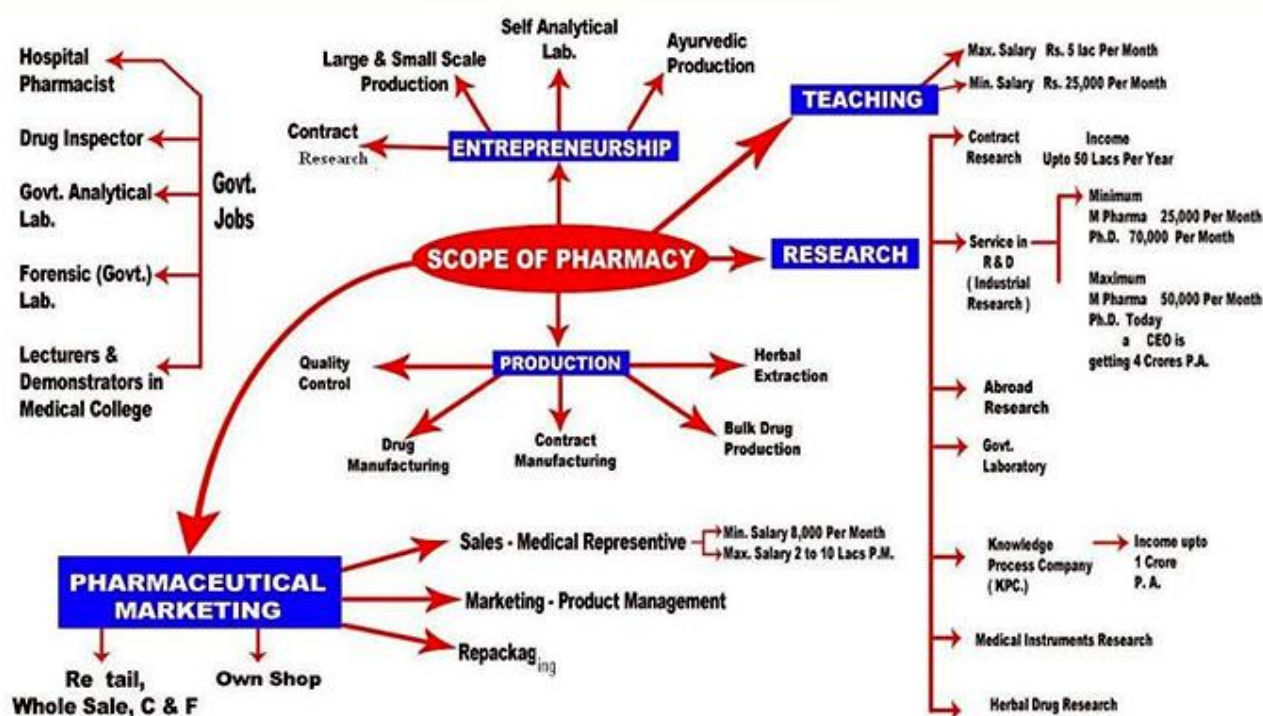 Hospital
Pharmacist
Drug Inspector
Govt. Analytical
Lab.
Forensic (Govt.)
Lab.
Lecturers &
Demonstrators in
Medical College
Govt.
Jobs
Large & Small Scale
Production
Self Analytical
Lab.
Ayurvedic
Production
Contract
Research
ENTREPRENEURSHIP
TEACHING
Max. Salary Rs. 5 lac Per Month
Min. Salary Rs. 25,000 Per Month
SCOPE OF PHARMACY
RESEARCH
Contract
Research
Income
Upto 50 Lacs Per Year
Service in
R & D
( Industrial
Research )
Minimum
M Pharma 25,000 Per Month
Ph.D. 70,000 Per Month
Maximum
M Pharma 50,000 Per Month
Ph.D. Today
a CEO is
getting 4 Crores P.A.
Abroad
Research
Govt.
Laboratory
Knowledge
Process Company
( KPC.)
Income upto
1 Crore
P. A.
Medical Instruments Research
Herbal Drug Research
PRODUCTION
Quality
Control
Drug
Manufacturing
Contract
Manufacturing
Bulk Drug
Production
Herbal
Extraction
PHARMACEUTICAL
MARKETING
Sales - Medical Representive
Min. Salary 8,000 Per Month
Max. Salary 2 to 10 Lacs P.M.
Marketing - Product Management
Repackaging
Re tail,
Whole Sale, C & F
Own Shop